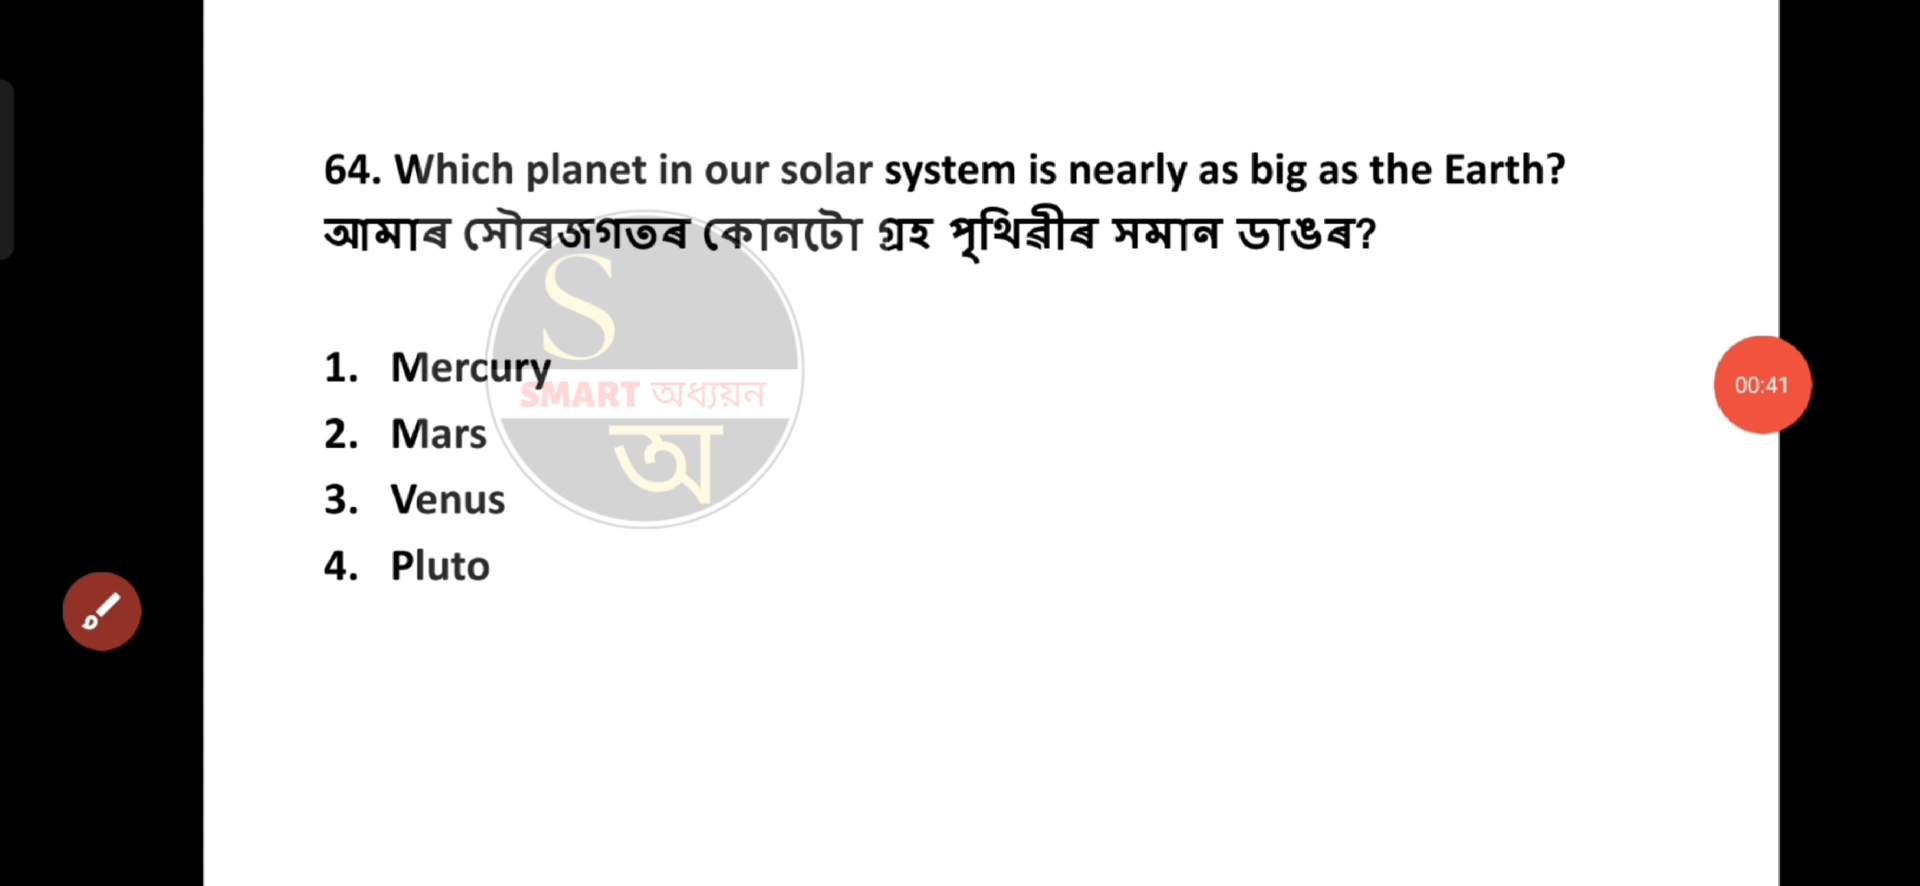 64. Which planet in our solar system is nearly as big as the Earth?
আমাৰ সৌৰজগতৰ কোনটো গ্ৰহ পৃথিৱীৰ সমান ডাঙৰ?
S
1. Mercury
SMART অধ্যয়ন
2. Mars
অ
3. Venus
4. Pluto
00:41